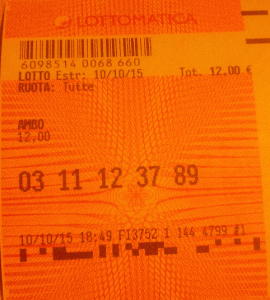 LOTTOMATICA
6098514 0068 660
LOTTO Estr: 10/10/15 Tot. 12,00 €
RUOTA: Tutte
AMBO
12,00
03 11 12 37 89
10/10/15 18:49 FI3752 1 144 4799 #1